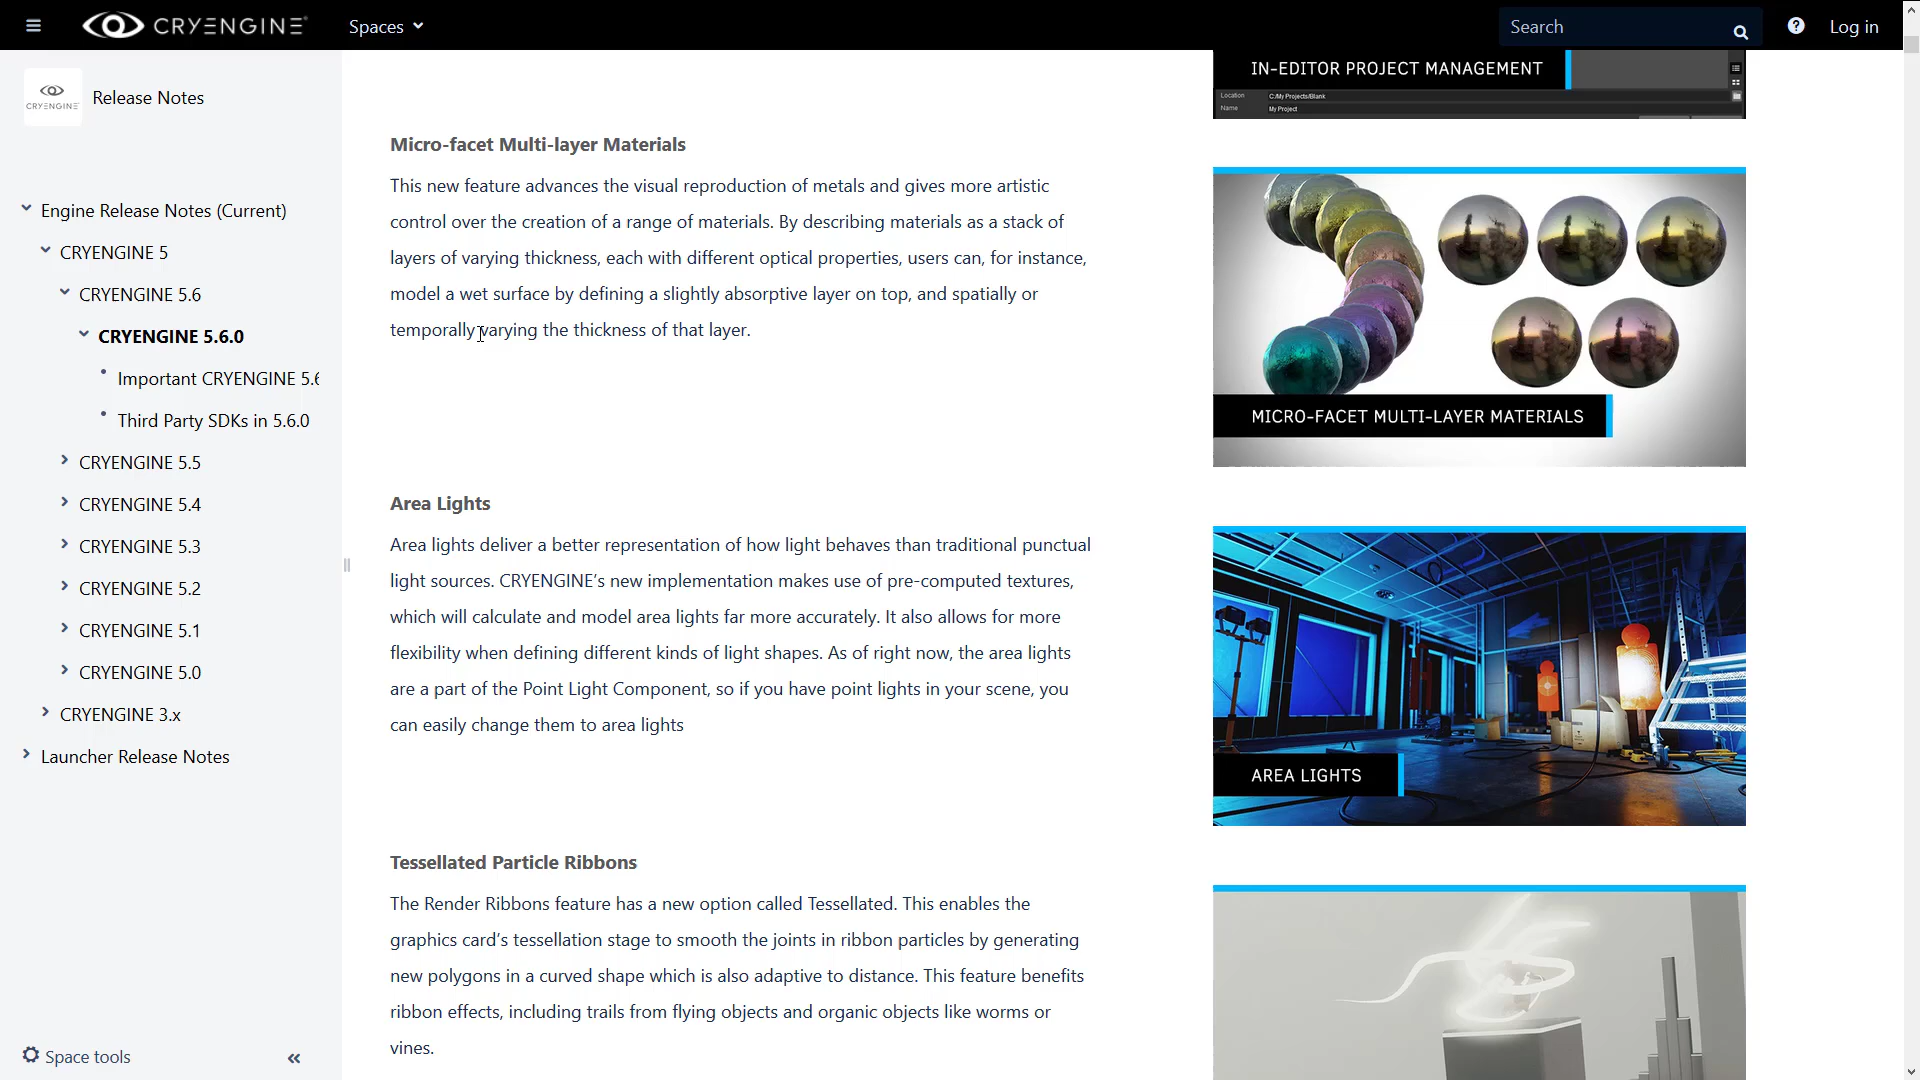 CRYENGINE
Spaces
Search
Log in
CRYENGINE
Release Notes
Engine Release Notes (Current)
CRYENGINE 5
CRYENGINE 5.6
CRYENGINE 5.6.0
Important CRYENGINE 5.6
Third Party SDKs in 5.6.0
CRYENGINE 5.5
CRYENGINE 5.4
CRYENGINE 5.3
CRYENGINE 5.2
CRYENGINE 5.1
CRYENGINE 5.0
CRYENGINE 3.x
Launcher Release Notes
Space tools
IN-EDITOR PROJECT MANAGEMENT
Location C:/My Projects/Blank
Name My Project
Micro-facet Multi-layer Materials
This new feature advances the visual reproduction of metals and gives more artistic
control over the creation of a range of materials. By describing materials as a stack of
layers of varying thickness, each with different optical properties, users can, for instance,
model a wet surface by defining a slightly absorptive layer on top, and spatially or
temporally varying the thickness of that layer.
MICRO-FACET MULTI-LAYER MATERIALS
Area Lights
Area lights deliver a better representation of how light behaves than traditional punctual
light sources. CRYENGINE’s new implementation makes use of pre-computed textures,
which will calculate and model area lights far more accurately. It also allows for more
flexibility when defining different kinds of light shapes. As of right now, the area lights
are a part of the Point Light Component, so if you have point lights in your scene, you
can easily change them to area lights
AREA LIGHTS
Tessellated Particle Ribbons
The Render Ribbons feature has a new option called Tessellated. This enables the
graphics card’s tessellation stage to smooth the joints in ribbon particles by generating
new polygons in a curved shape which is also adaptive to distance. This feature benefits
ribbon effects, including trails from flying objects and organic objects like worms or
vines.